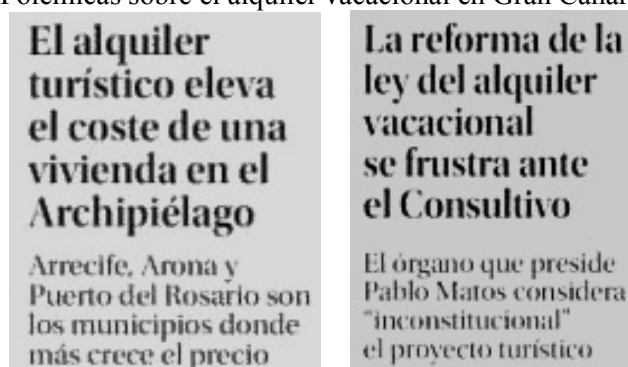 Polémicas sobre el alquiler vacacional en Gran Canar
El alquiler
turístico eleva
el coste de una
vivienda en el
Archipiélago
Arrecife, Arona y
Puerto del Rosario son
los municipios donde
más crece el precio
La reforma de la
ley del alquiler
vacacional
se frustra ante
el Consultivo
El órgano que preside
Pablo Matos considera
“inconstitucional”
el proyecto turístico